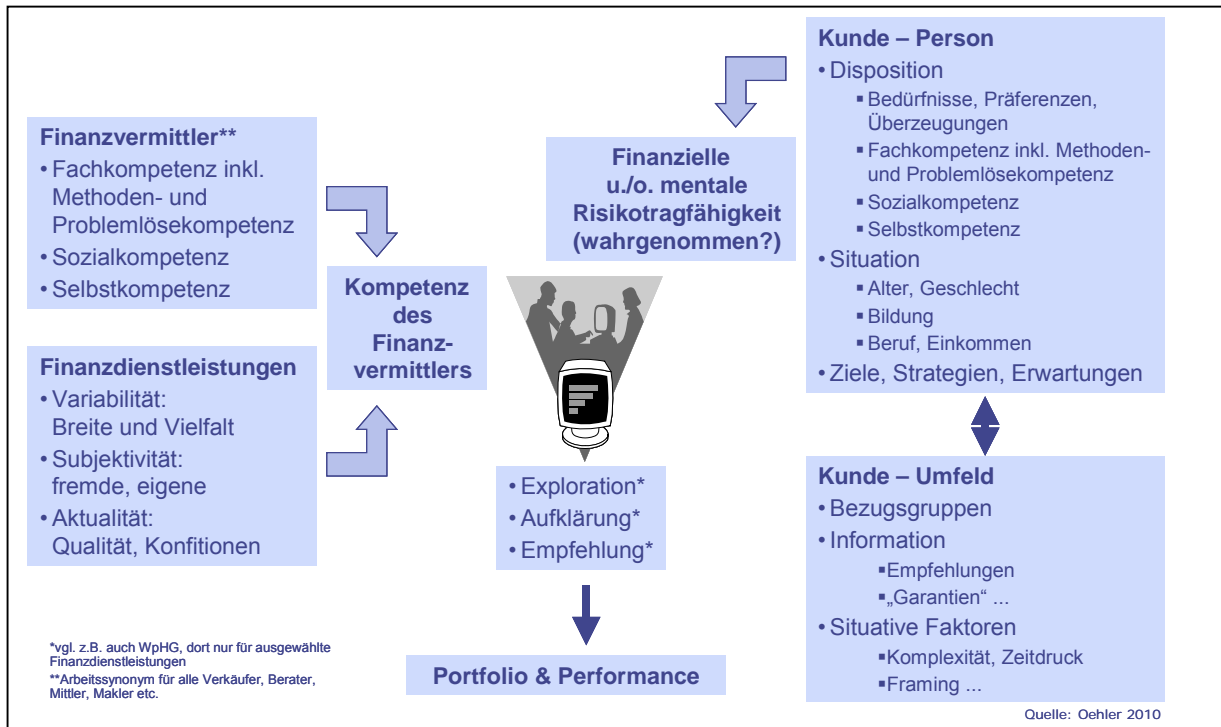 Finanzvermittler**
• Fachkompetenz inkl.
Methoden- und
Problemlösekompetenz
• Sozialkompetenz
• Selbstkompetenz
Finanzdienstleistungen
• Variabilität:
Breite und Vielfalt
• Subjektivität:
fremde, eigene
• Aktualität:
Qualität, Konfitionen
Kompetenz
des
Finanz-
vermittlers
Finanzielle
u./o. mentale
Risikotragfähigkeit
(wahrgenommen?)
• Exploration*
• Aufklärung*
• Empfehlung*
Portfolio & Performance
Kunde – Person
• Disposition
▪ Bedürfnisse, Präferenzen,
Überzeugungen
▪ Fachkompetenz inkl. Methoden-
und Problemlösekompetenz
▪ Sozialkompetenz
▪ Selbstkompetenz
• Situation
▪ Alter, Geschlecht
▪ Bildung
▪ Beruf, Einkommen
• Ziele, Strategien, Erwartungen
Kunde – Umfeld
• Bezugsgruppen
• Information
▪Empfehlungen
▪„Garantien“ ...
• Situative Faktoren
▪Komplexität, Zeitdruck
▪Framing ...
*vgl. z.B. auch WpHG, dort nur für ausgewählte
Finanzdienstleistungen
**Arbeitssynonym für alle Verkäufer, Berater,
Mittler, Makler etc.
Quelle: Oehler 2010